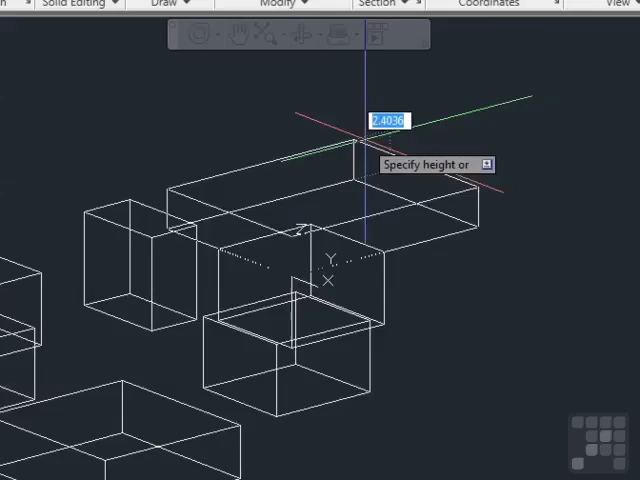 Solid Editing
Draw
Modify
Section
Coordinates
View
2.4036
Specify height or
Y
X